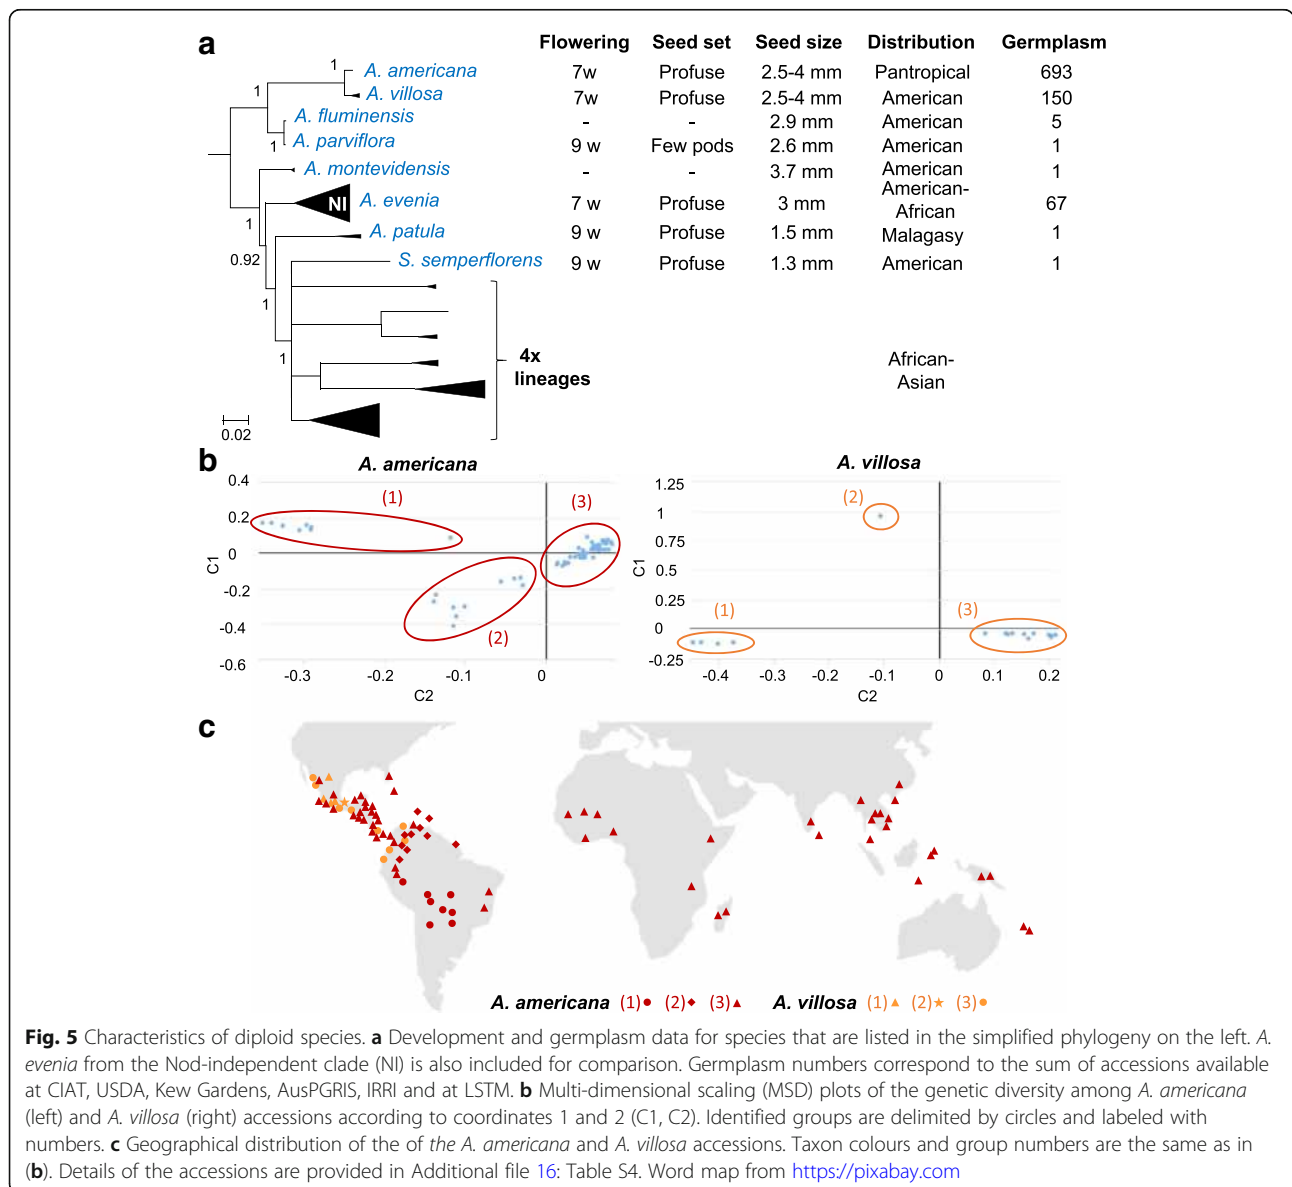 a
Flowering Seed set Seed size Distribution Germplasm
1 A. americana 7w Profuse 2.5-4 mm Pantropical 693
1 A. villosa 7w Profuse 2.5-4 mm American 150
A. fluminensis - - 2.9 mm American 5
1 A. parviflora 9 w Few pods 2.6 mm American 1
A. montevidensis - - 3.7 mm American 1
NI A. evenia 7 w Profuse 3 mm American-African 67
1
A. patula 9 w Profuse 1.5 mm Malagasy 1
0.92 S. semperflorens 9 w Profuse 1.3 mm American 1
1
1
4x
lineages
African-
Asian
0.02
b
A. americana
0.4
0.2
0
-0.2
-0.4
-0.6
C1
(1)
(3)
(2)
-0.3 -0.2 -0.1 0
C2
A. villosa
1.25
1
0.75
0.5
0.25
0
-0.25
C1
(2)
(1)
(3)
-0.4 -0.3 -0.2 -0.1 0 0.1 0.2
C2
c
A. americana (1) (2) (3) A. villosa (1) (2) (3)
Fig. 5 Characteristics of diploid species. a Development and germplasm data for species that are listed in the simplified phylogeny on the left. A.
evenia from the Nod-independent clade (NI) is also included for comparison. Germplasm numbers correspond to the sum of accessions available
at CIAT, USDA, Kew Gardens, AusPGRIS, IRRI and at LSTM. b Multi-dimensional scaling (MSD) plots of the genetic diversity among A. americana
(left) and A. villosa (right) accessions according to coordinates 1 and 2 (C1, C2). Identified groups are delimited by circles and labeled with
numbers. c Geographical distribution of the of the A. americana and A. villosa accessions. Taxon colours and group numbers are the same as in
(b). Details of the accessions are provided in Additional file 16: Table S4. Word map from https://pixabay.com